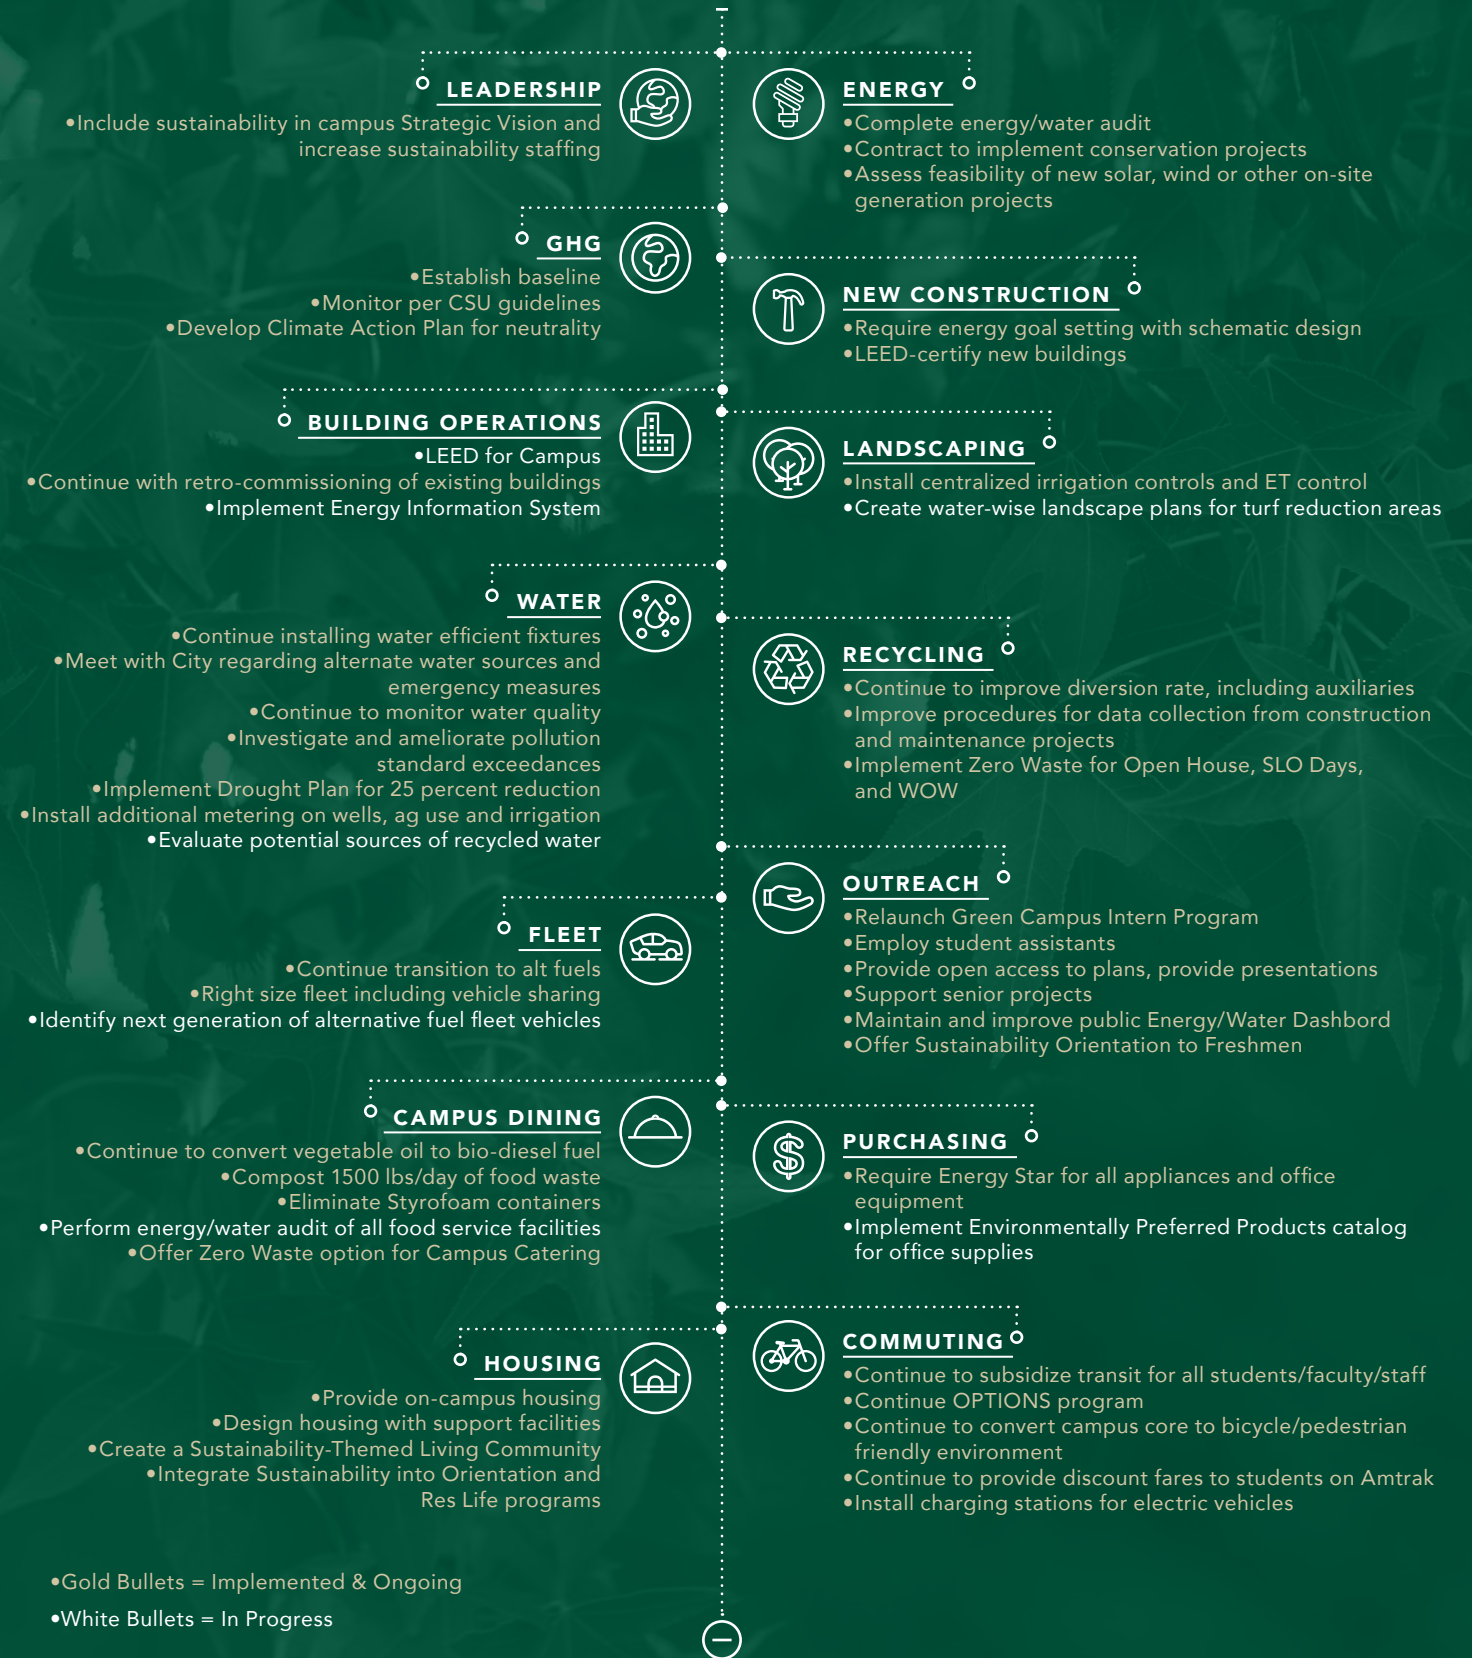 LEADERSHIP
•Include sustainability in campus Strategic Vision and
increase sustainability staffing
ENERGY
•Complete energy/water audit
•Contract to implement conservation projects
•Assess feasibility of new solar, wind or other on-site
generation projects
GHG
•Establish baseline
•Monitor per CSU guidelines
•Develop Climate Action Plan for neutrality
NEW CONSTRUCTION
•Require energy goal setting with schematic design
•LEED-certify new buildings
BUILDING OPERATIONS
•LEED for Campus
•Continue with retro-commissioning of existing buildings
•Implement Energy Information System
LANDSCAPING
•Install centralized irrigation controls and ET control
•Create water-wise landscape plans for turf reduction areas
WATER
•Continue installing water efficient fixtures
•Meet with City regarding alternate water sources and
emergency measures
•Continue to monitor water quality
•Investigate and ameliorate pollution
standard exceedances
•Implement Drought Plan for 25 percent reduction
•Install additional metering on wells, ag use and irrigation
•Evaluate potential sources of recycled water
RECYCLING
•Continue to improve diversion rate, including auxiliaries
•Improve procedures for data collection from construction
and maintenance projects
•Implement Zero Waste for Open House, SLO Days,
and WOW
OUTREACH
•Relaunch Green Campus Intern Program
•Employ student assistants
•Provide open access to plans, provide presentations
•Support senior projects
•Maintain and improve public Energy/Water Dashbord
•Offer Sustainability Orientation to Freshmen
FLEET
•Continue transition to alt fuels
•Right size fleet including vehicle sharing
•Identify next generation of alternative fuel fleet vehicles
CAMPUS DINING
•Continue to convert vegetable oil to bio-diesel fuel
•Compost 1500 lbs/day of food waste
•Eliminate Styrofoam containers
•Perform energy/water audit of all food service facilities
•Offer Zero Waste option for Campus Catering
PURCHASING
•Require Energy Star for all appliances and office
equipment
•Implement Environmentally Preferred Products catalog
for office supplies
HOUSING
•Provide on-campus housing
•Design housing with support facilities
•Create a Sustainability-Themed Living Community
•Integrate Sustainability into Orientation and
Res Life programs
COMMUTING
•Continue to subsidize transit for all students/faculty/staff
•Continue OPTIONS program
•Continue to convert campus core to bicycle/pedestrian
friendly environment
•Continue to provide discount fares to students on Amtrak
•Install charging stations for electric vehicles
•Gold Bullets = Implemented & Ongoing
•White Bullets = In Progress